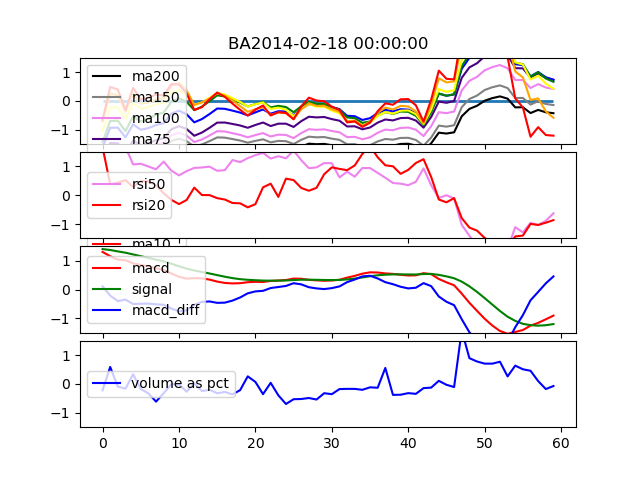 BA2014-02-18 00:00:00
1
0
−1
ma200
ma150
ma100
ma75
1
0
−1
rsi50
rsi20
ma10
1
0
−1
macd
signal
macd_diff
1
0
−1
volume as pct
0 10 20 30 40 50 60